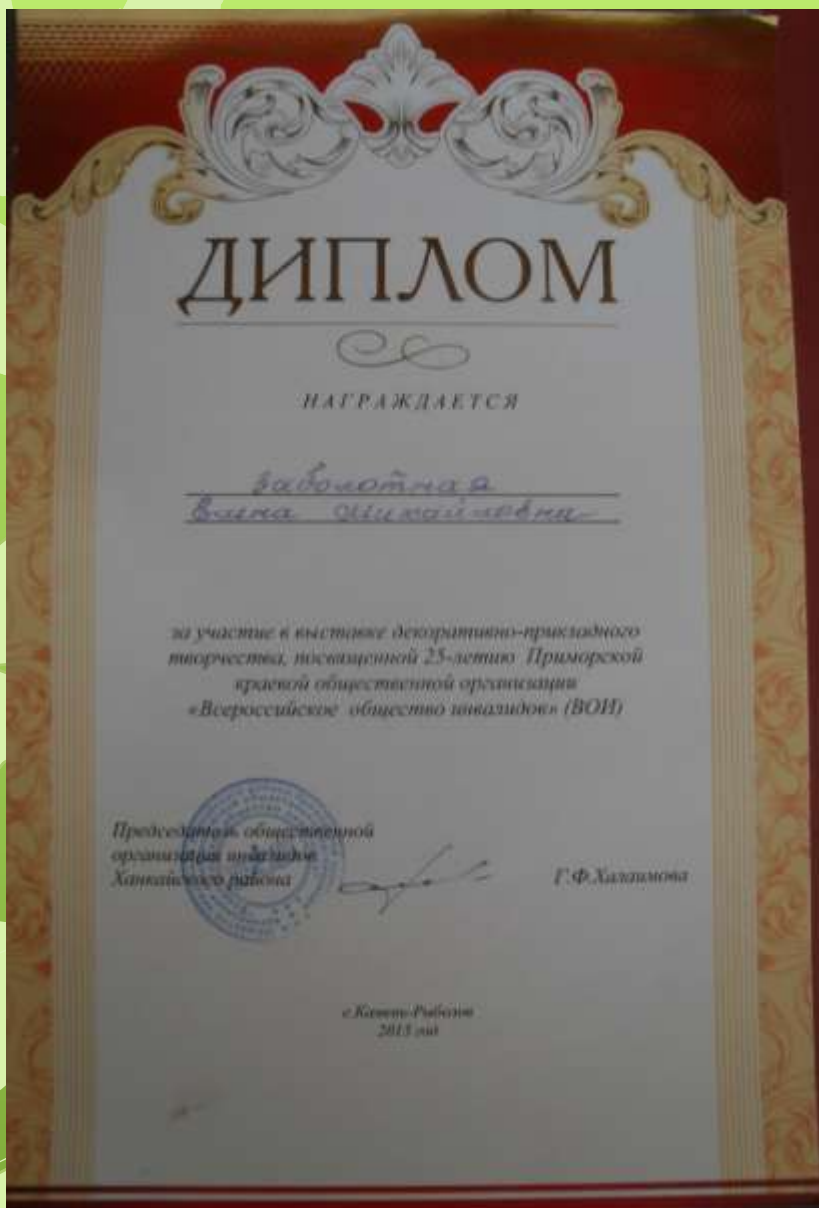 ДИПЛОМ
НАГРАЖДАЕТСЯ
Заболотная
Елена Михайловна
за участие в выставке декоративно-прикладного
творчества, посвященной 25-летию Приморской
краевой общественной организации
«Всероссийское общество инвалидов» (ВОИ)
Председатель общественной
организации инвалидов
Ханкайского района
Г.Ф.Халаимова
с.Камень-Рыболов
2013 год